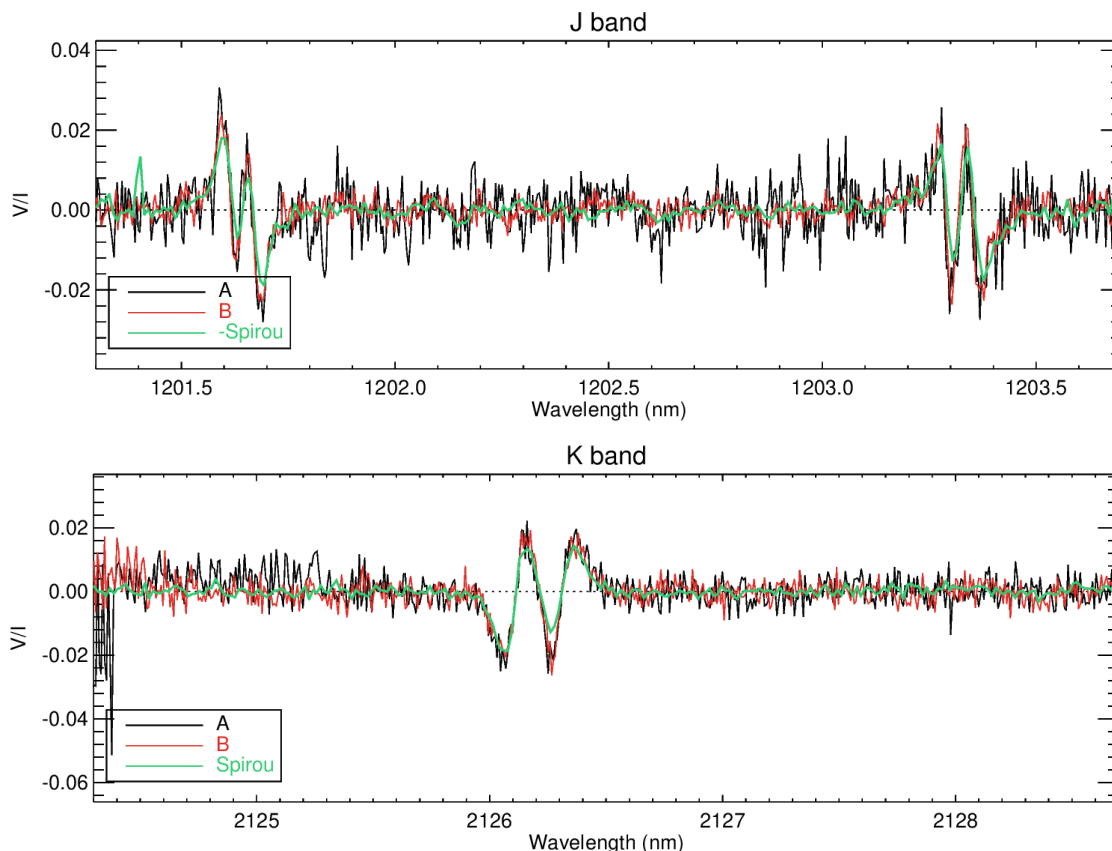 J band
0.04
0.02
0.00
-0.02
V/I
A
B
-Spirou
1201.5 1202.0 1202.5 1203.0 1203.5
Wavelength (nm)
K band
0.02
0.00
-0.02
-0.04
-0.06
V/I
A
B
Spirou
2125 2126 2127 2128
Wavelength (nm)